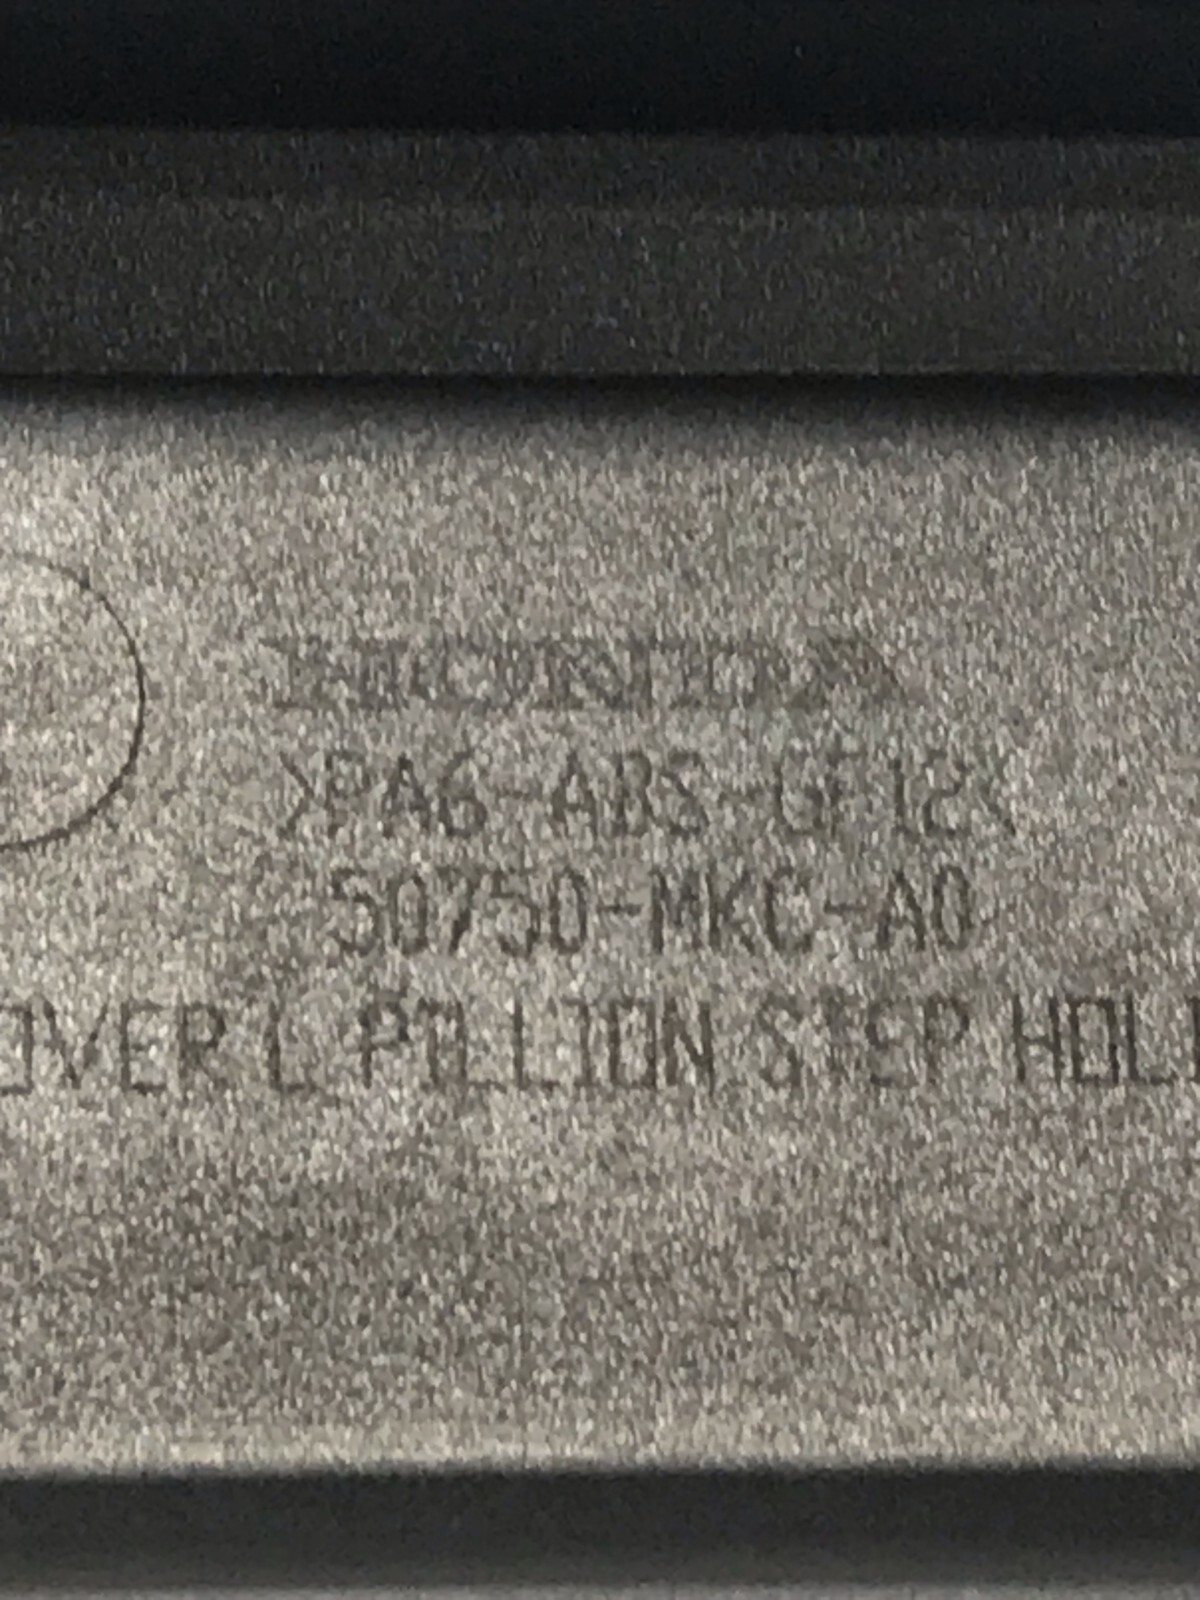 HONDA
>PA6-ABS-GF12<
50750-MKC-A0
OVER L PILLION STEP HOL